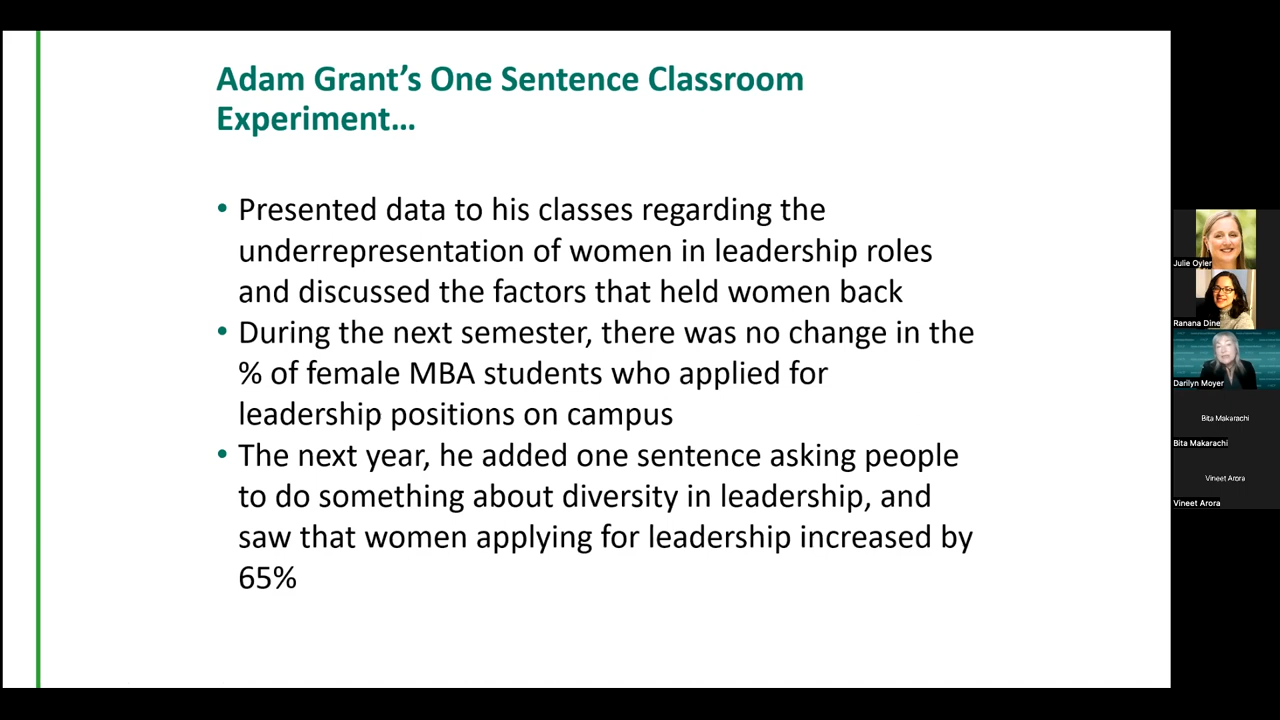 Adam Grant’s One Sentence Classroom
Experiment…
• Presented data to his classes regarding the
underrepresentation of women in leadership roles
and discussed the factors that held women back
• During the next semester, there was no change in the
% of female MBA students who applied for
leadership positions on campus
• The next year, he added one sentence asking people
to do something about diversity in leadership, and
saw that women applying for leadership increased by
65%
Julie Oyler
Ranana Dine
Darilyn Moyer
Bita Makarachi
Bita Makarachi
Vineet Arora
Vineet Arora